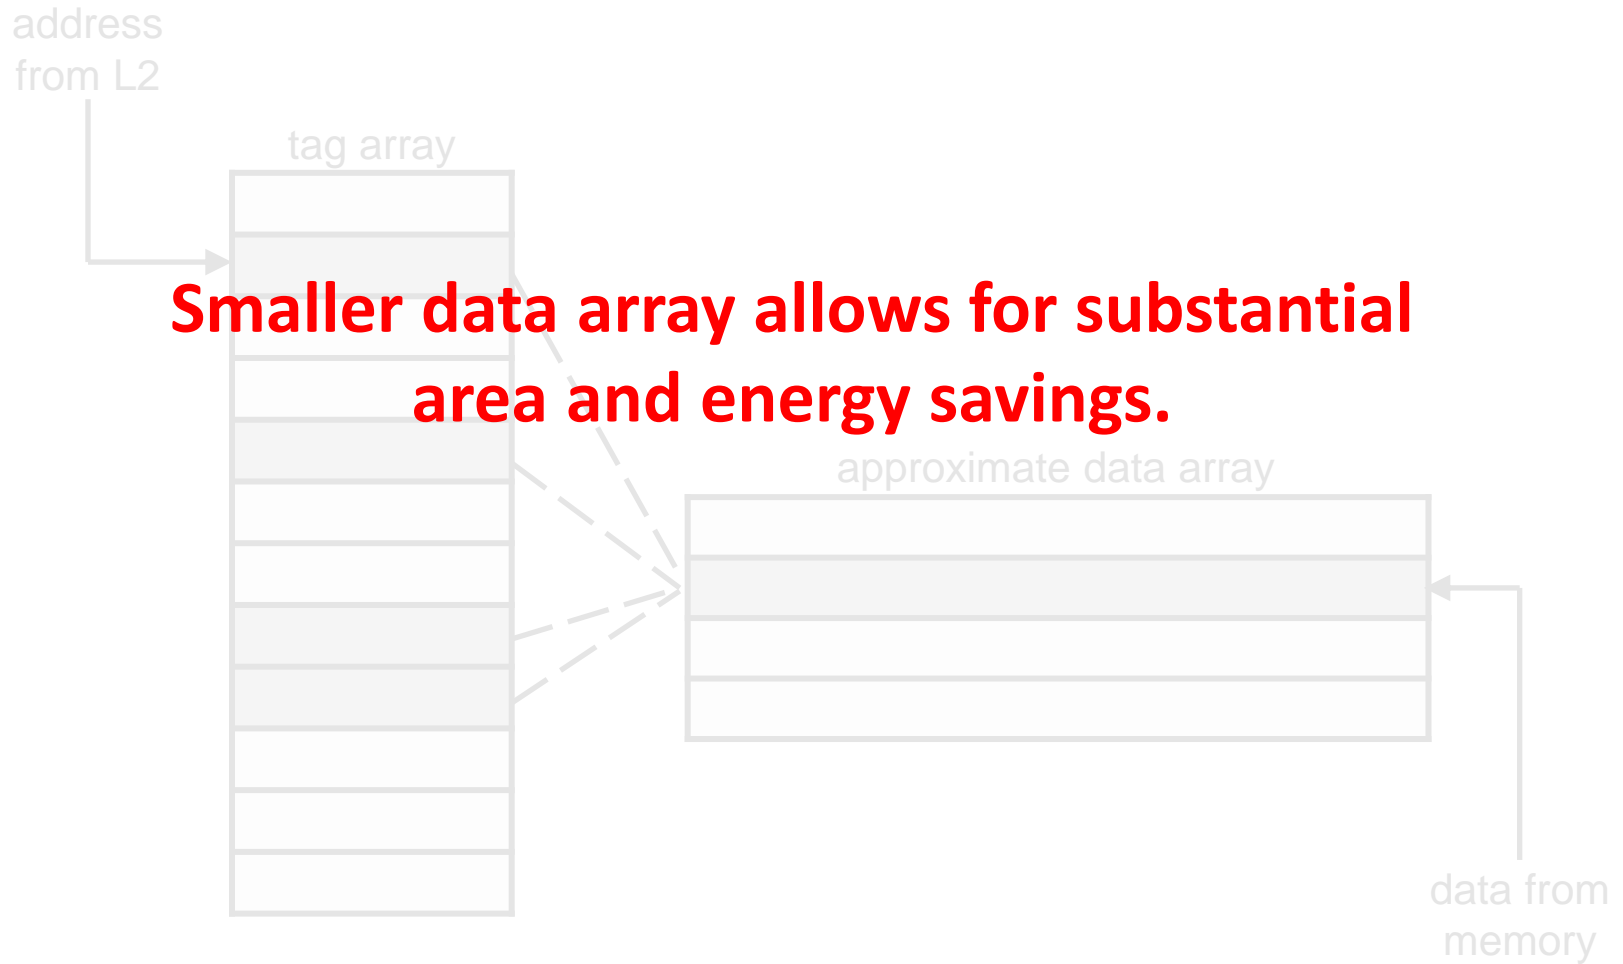 address
from L2
tag array
Smaller data array allows for substantial
area and energy savings.
approximate data array
data from
memory